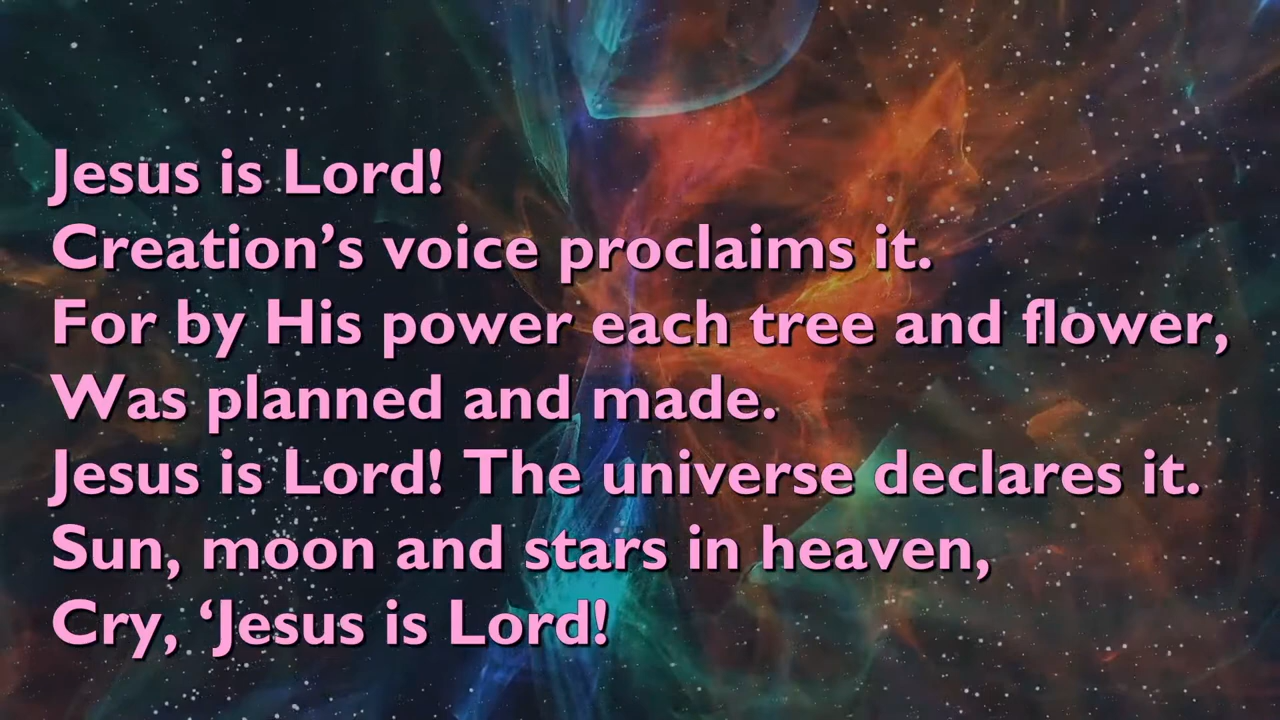 Jesus is Lord!
Creation’s voice proclaims it.
For by His power each tree and flower,
Was planned and made.
Jesus is Lord! The universe declares it.
Sun, moon and stars in heaven,
Cry, ‘Jesus is Lord!